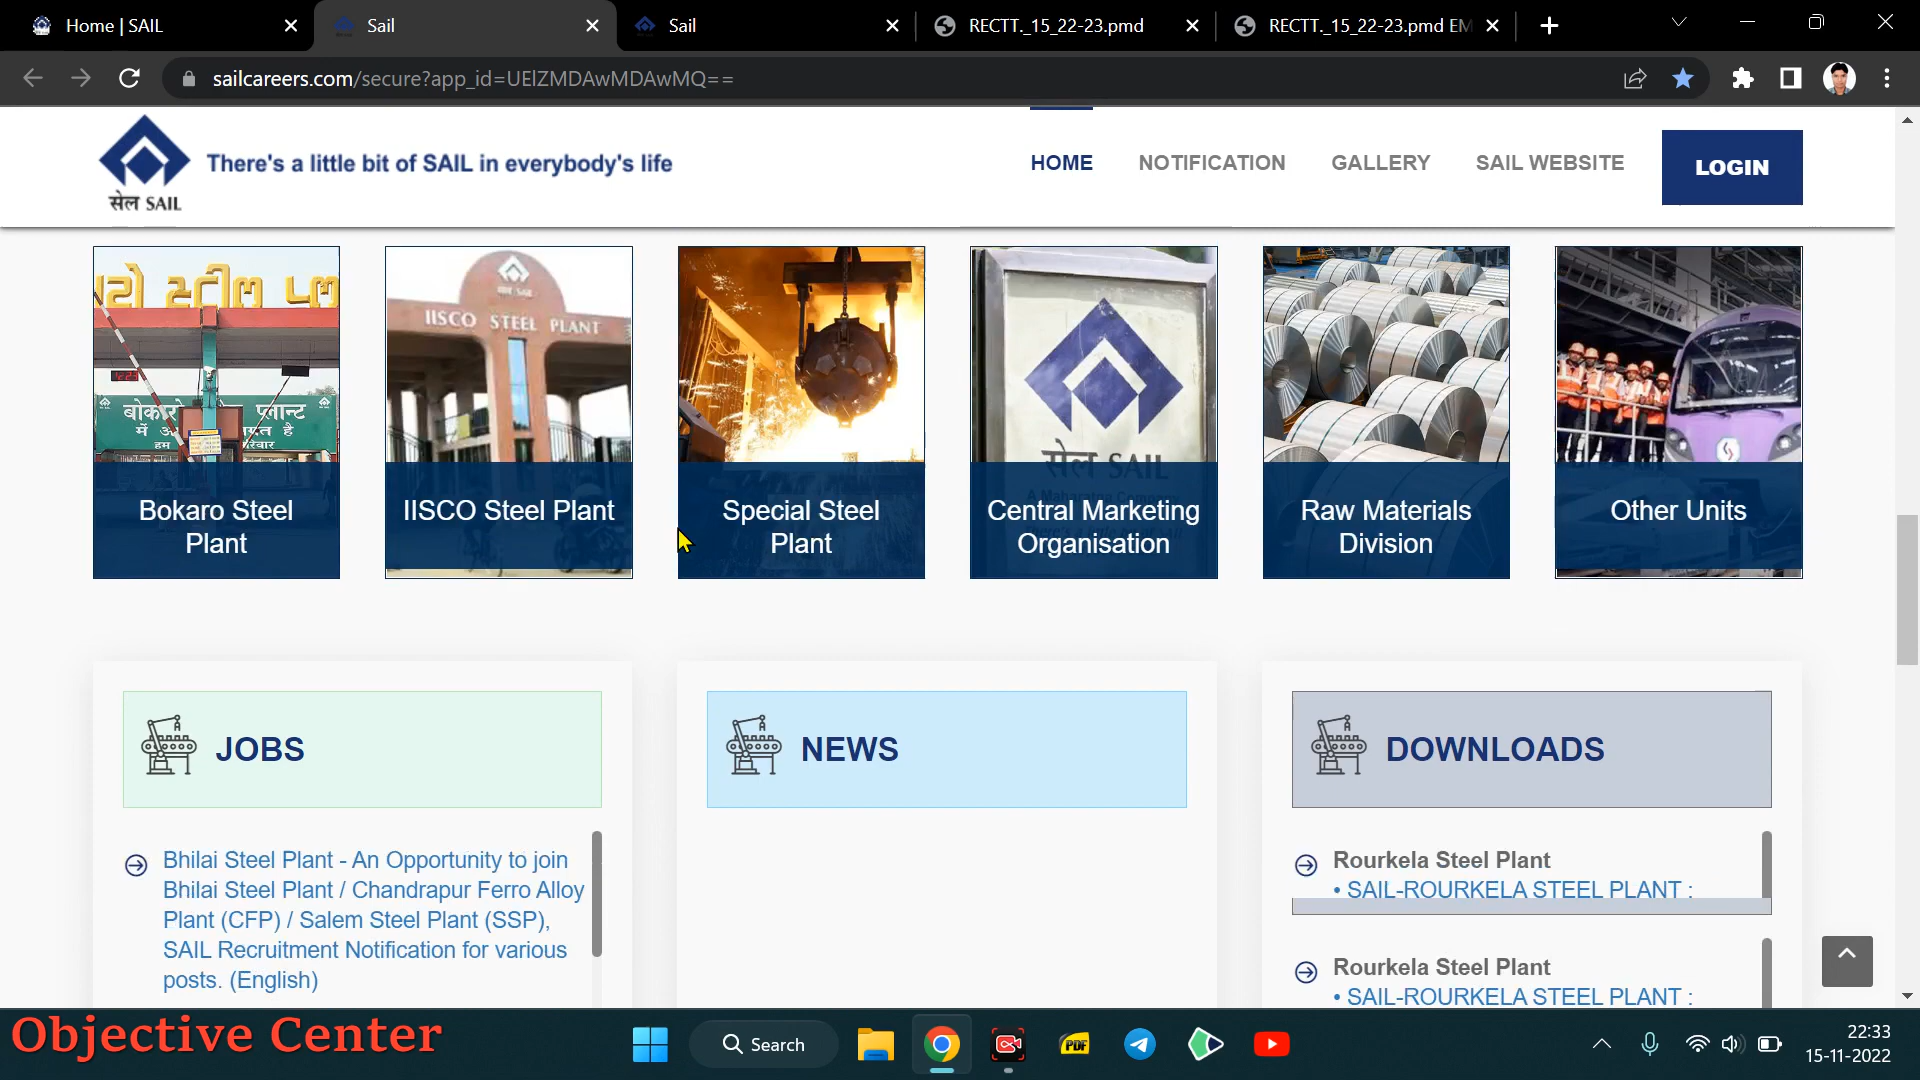 Home | SAIL
Sail
Sail
RECTT._15_22-23.pmd
RECTT._15_22-23.pmd EM
sailcareers.com/secure?app_id=UElZMDAwMDAwMQ==
सेल SAIL
There's a little bit of SAIL in everybody's life
HOME
NOTIFICATION
GALLERY
SAIL WEBSITE
LOGIN
में आ
हम
IISCO STEEL PLANT
सेल SAIL
Bokaro Steel
Plant
IISCO Steel Plant
Special Steel
Plant
Central Marketing
Organisation
Raw Materials
Division
Other Units
JOBS
NEWS
DOWNLOADS
Bhilai Steel Plant - An Opportunity to join
Bhilai Steel Plant / Chandrapur Ferro Alloy
Plant (CFP) / Salem Steel Plant (SSP),
SAIL Recruitment Notification for various
posts. (English)
Rourkela Steel Plant
• SAIL-ROURKELA STEEL PLANT :
Rourkela Steel Plant
• SAIL-ROURKELA STEEL PLANT :
Objective Center
Search
PDF
22:33
15-11-2022